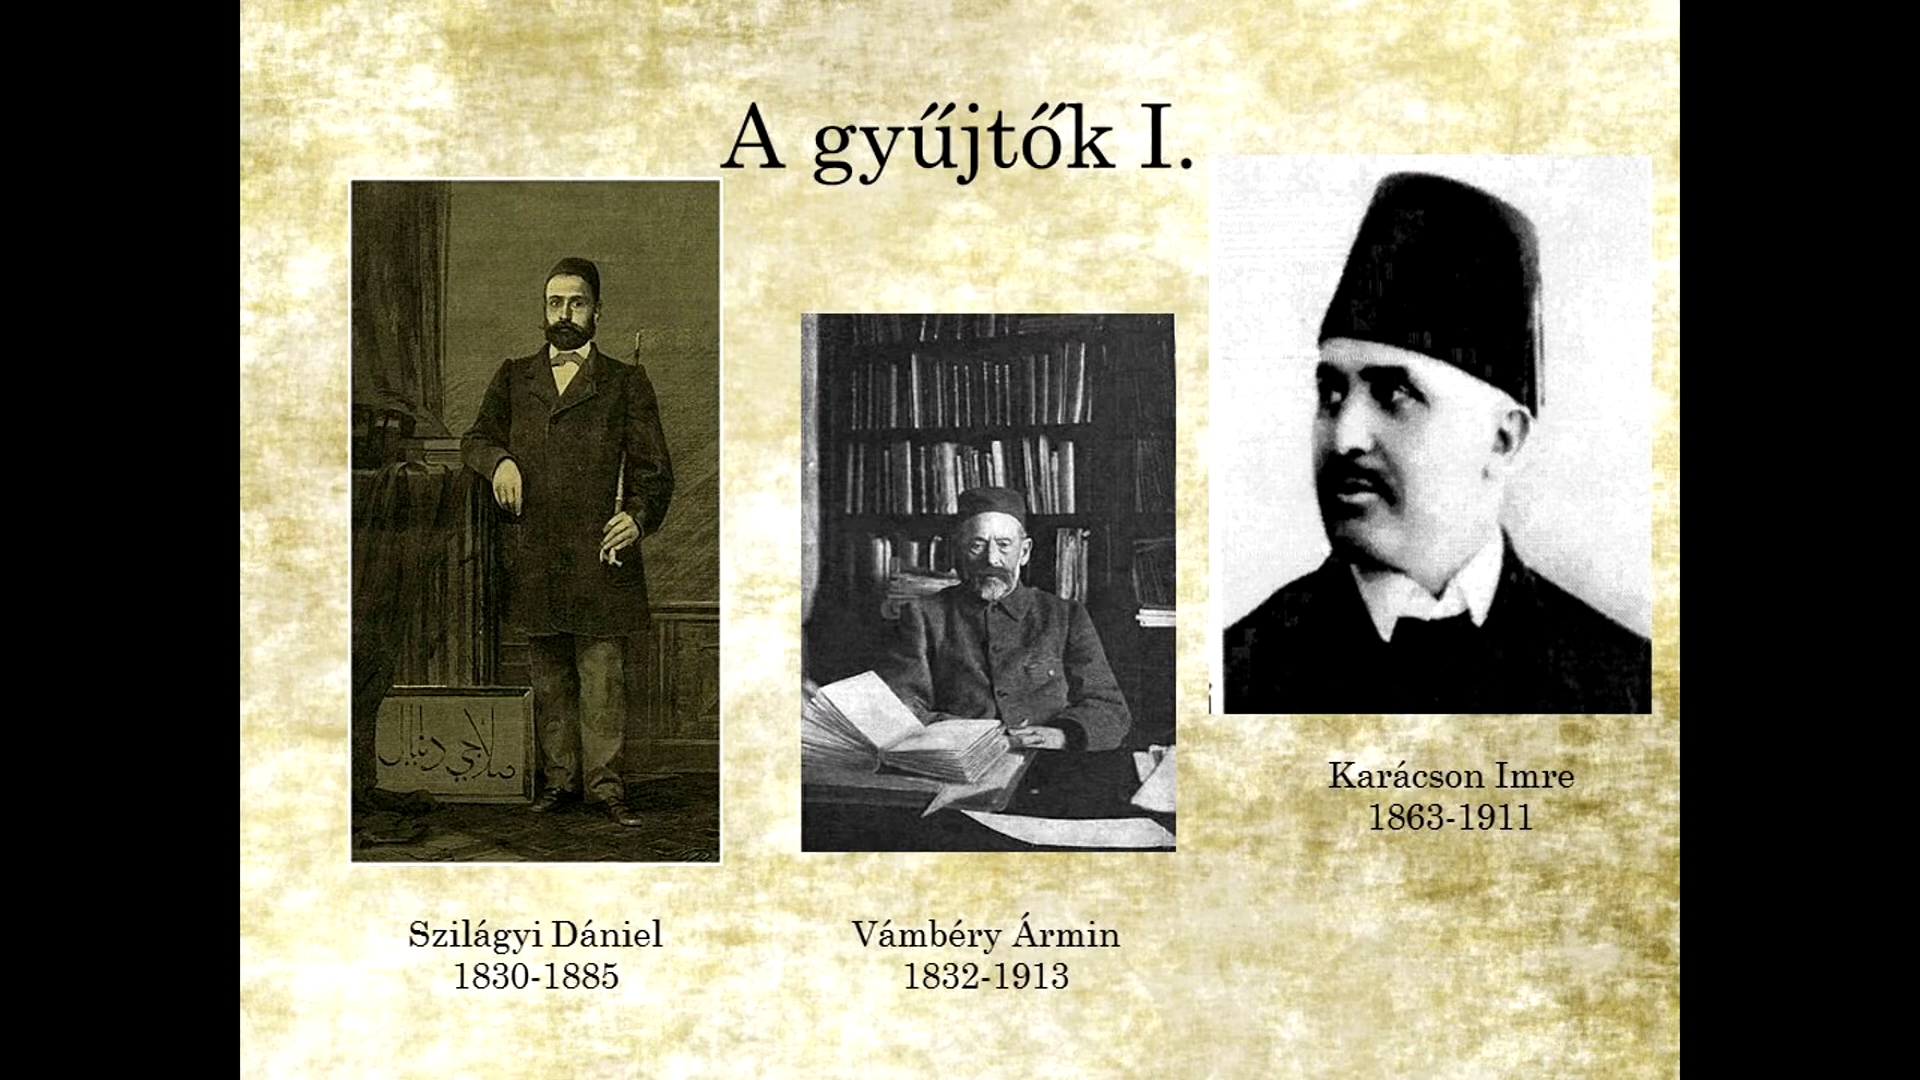 A gyűjtők I.
Szilágyi Dániel
1830-1885
Vámbéry Ármin
1832-1913
Karácson Imre
1863-1911